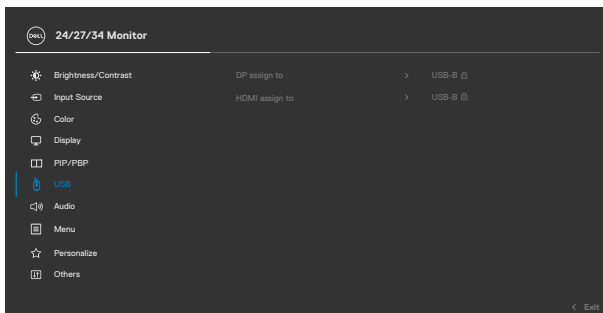 DELL 24/27/34 Monitor
Brightness/Contrast DP assign to > USB-B
Input Source HDMI assign to > USB-B
Color
Display
PIP/PBP
USB
Audio
Menu
Personalize
Others
< Exit